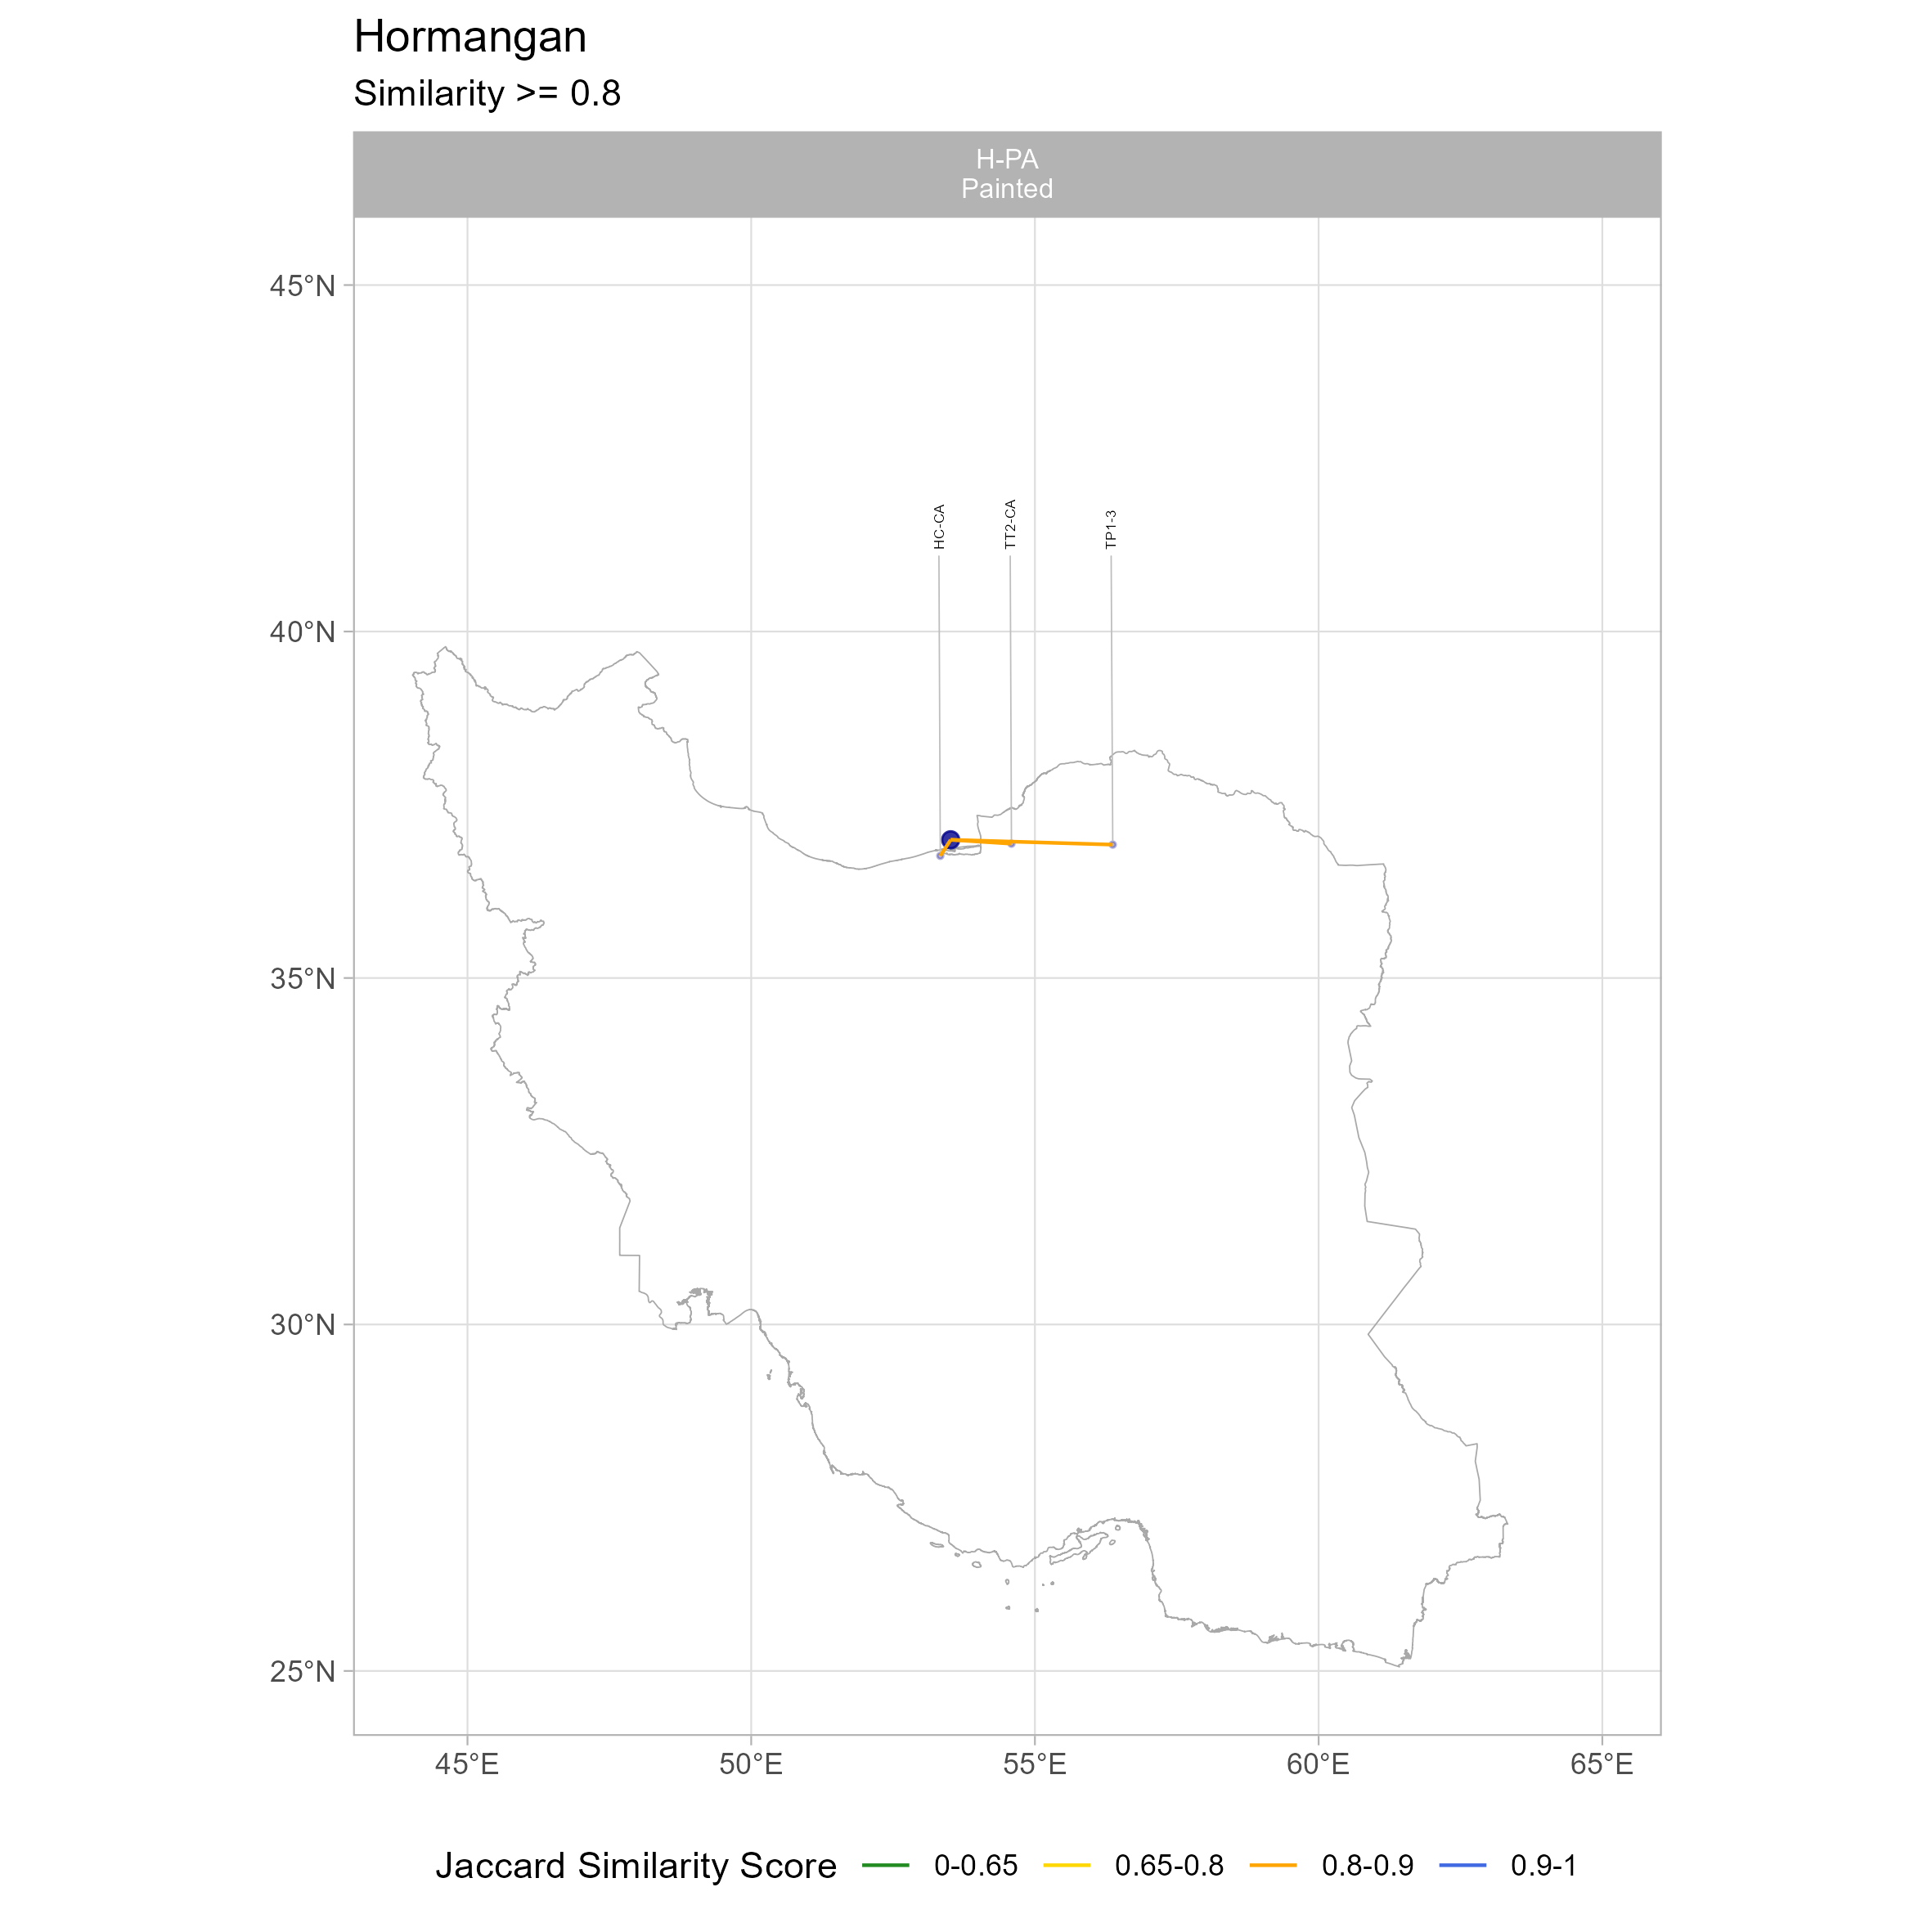 Hormangan
Similarity >= 0.8
H-PA
Painted
45°N
HC-CA
TT2-CA
TP1-3
40°N
35°N
30°N
25°N
45°E
50°E
55°E
60°E
65°E
Jaccard Similarity Score
0-0.65
0.65-0.8
0.8-0.9
0.9-1